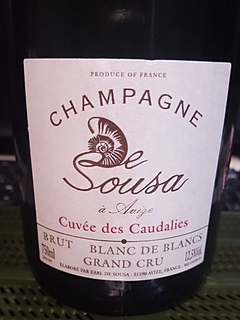 PRODUCE OF FRANCE
CHAMPAGNE
De
Sousa
à Avize
Cuvée des Caudalies
BRUT BLANC DE BLANCS
750ml GRAND CRU 12,5%Vol.
ELABORÉ PAR EARL DE SOUSA - 51190 AVIZE, FRANCE